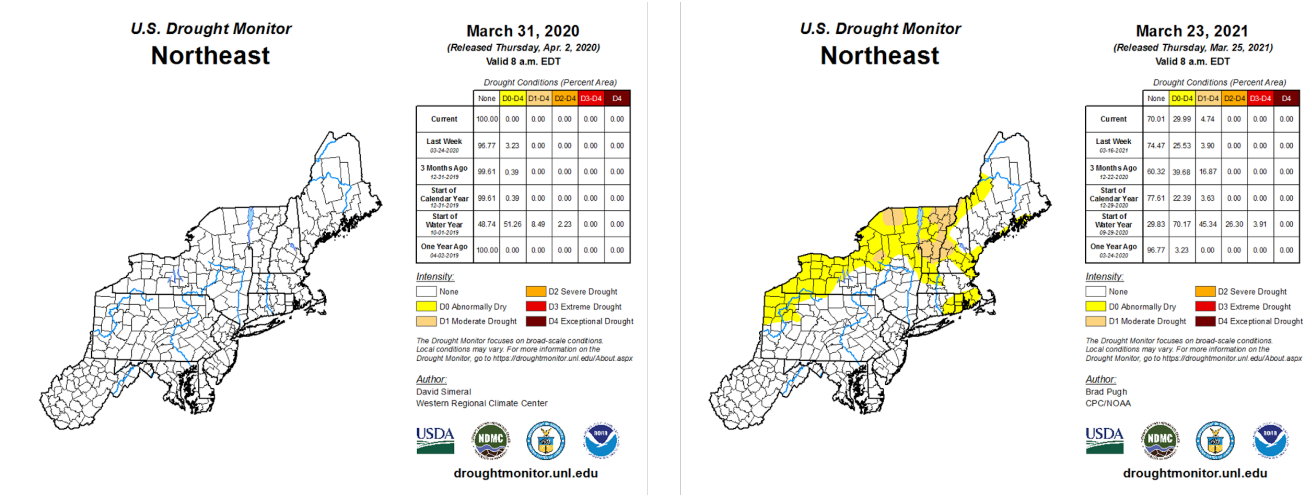 U.S. Drought Monitor
Northeast
March 31, 2020
(Released Thursday, Apr. 2, 2020)
Valid 8 a.m. EDT
Drought Conditions (Percent Area)
None D0-D4 D1-D4 D2-D4 D3-D4 D4
Current 100.00 0.00 0.00 0.00 0.00 0.00
Last Week 96.77 3.23 0.00 0.00 0.00 0.00
03-24-2020
3 Months Ago 99.61 0.39 0.00 0.00 0.00 0.00
12-31-2019
Start of
Calendar Year 99.61 0.39 0.00 0.00 0.00 0.00
12-31-2019
Start of
Water Year 48.74 51.26 8.49 2.23 0.00 0.00
10-01-2019
One Year Ago 100.00 0.00 0.00 0.00 0.00 0.00
04-02-2019
Intensity:
None
D0 Abnormally Dry
D1 Moderate Drought
D2 Severe Drought
D3 Extreme Drought
D4 Exceptional Drought
The Drought Monitor focuses on broad-scale conditions.
Local conditions may vary. For more information on the
Drought Monitor, go to https://droughtmonitor.unl.edu/About.aspx
Author:
David Simeral
Western Regional Climate Center
USDA
NDMC
NOAA
droughtmonitor.unl.edu
U.S. Drought Monitor
Northeast
March 23, 2021
(Released Thursday, Mar. 25, 2021)
Valid 8 a.m. EDT
Drought Conditions (Percent Area)
None D0-D4 D1-D4 D2-D4 D3-D4 D4
Current 70.01 29.99 4.74 0.00 0.00 0.00
Last Week 74.47 25.53 3.90 0.00 0.00 0.00
03-16-2021
3 Months Ago 60.32 39.68 16.87 0.00 0.00 0.00
12-22-2020
Start of
Calendar Year 77.61 22.39 3.63 0.00 0.00 0.00
12-29-2020
Start of
Water Year 29.83 70.17 45.34 26.30 3.91 0.00
09-29-2020
One Year Ago 96.77 3.23 0.00 0.00 0.00 0.00
03-24-2020
Intensity:
None
D0 Abnormally Dry
D1 Moderate Drought
D2 Severe Drought
D3 Extreme Drought
D4 Exceptional Drought
The Drought Monitor focuses on broad-scale conditions.
Local conditions may vary. For more information on the
Drought Monitor, go to https://droughtmonitor.unl.edu/About.aspx
Author:
Brad Pugh
CPC/NOAA
USDA
NDMC
NOAA
droughtmonitor.unl.edu